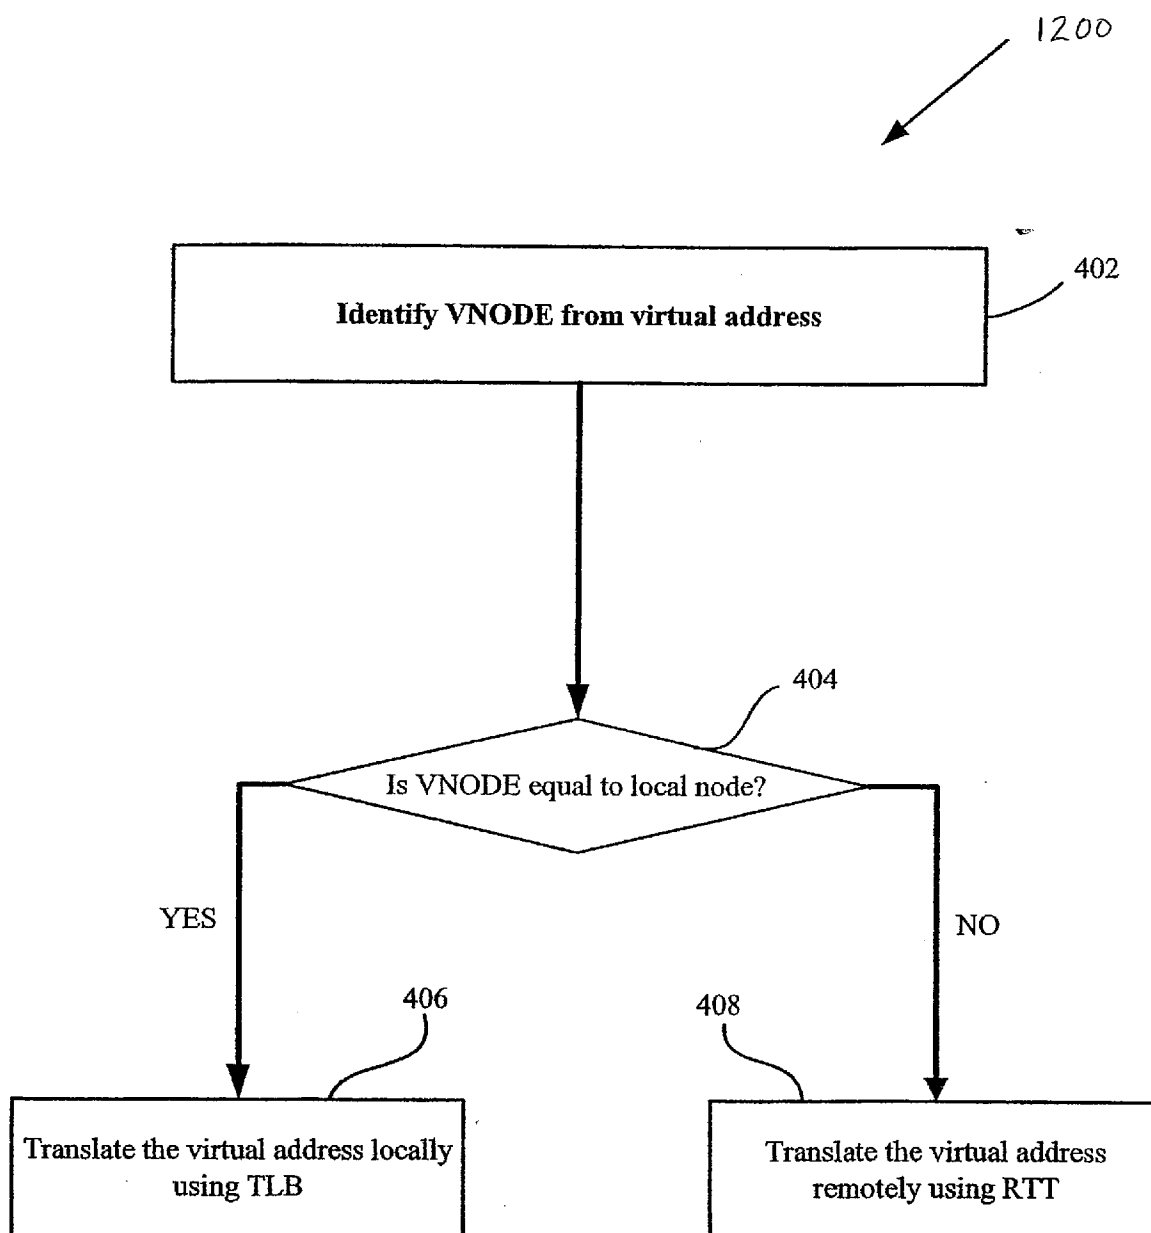 1200
402
Identify VNODE from virtual address
404
Is VNODE equal to local node?
YES
NO
406
408
Translate the virtual address locally
using TLB
Translate the virtual address
remotely using RTT